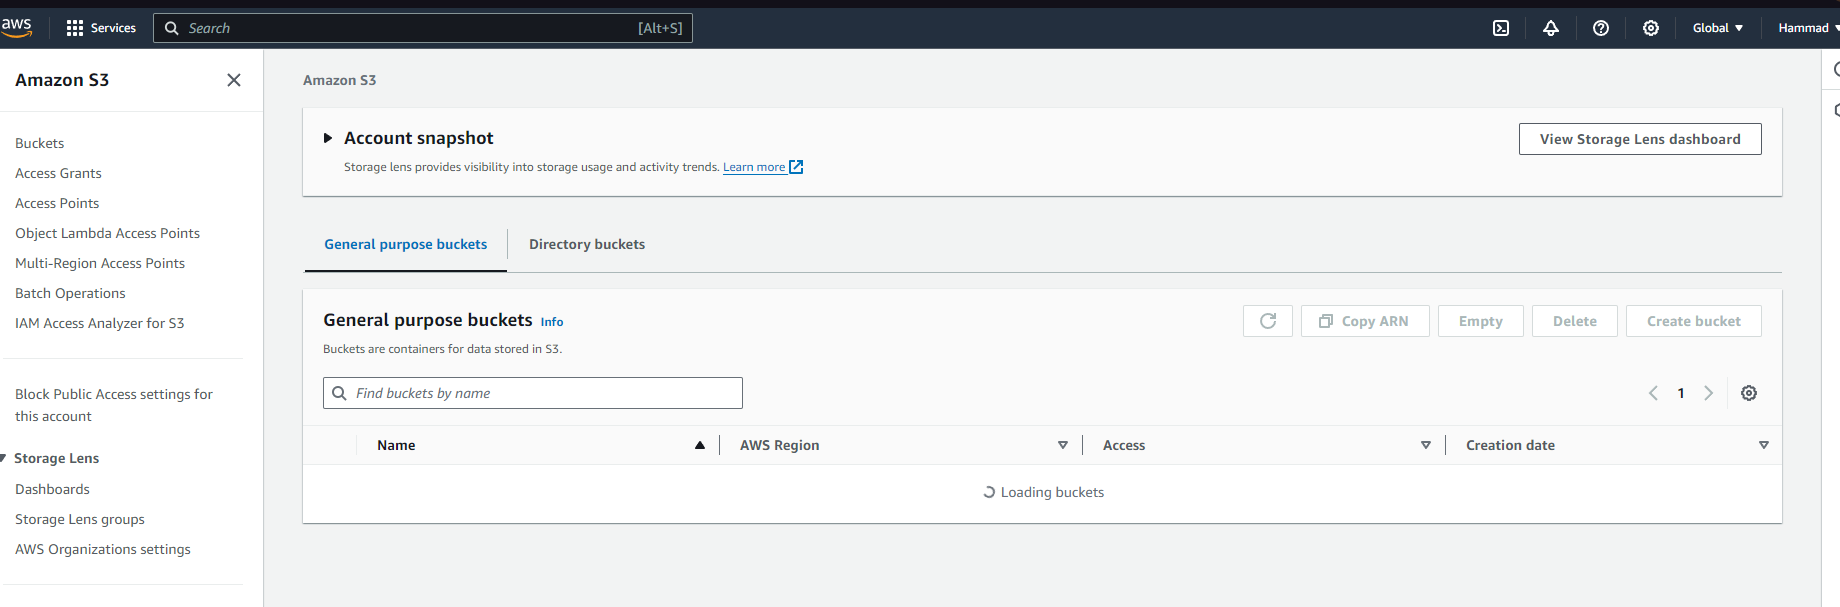 aws
Services
Search
[Alt+S]
Global
Hammad
Amazon S3
Buckets
Access Grants
Access Points
Object Lambda Access Points
Multi-Region Access Points
Batch Operations
IAM Access Analyzer for S3
Block Public Access settings for
this account
Storage Lens
Dashboards
Storage Lens groups
AWS Organizations settings
Amazon S3
Account snapshot
Storage lens provides visibility into storage usage and activity trends. Learn more
View Storage Lens dashboard
General purpose buckets
Directory buckets
General purpose buckets Info
Buckets are containers for data stored in S3.
Copy ARN
Empty
Delete
Create bucket
Find buckets by name
1
Name
AWS Region
Access
Creation date
Loading buckets